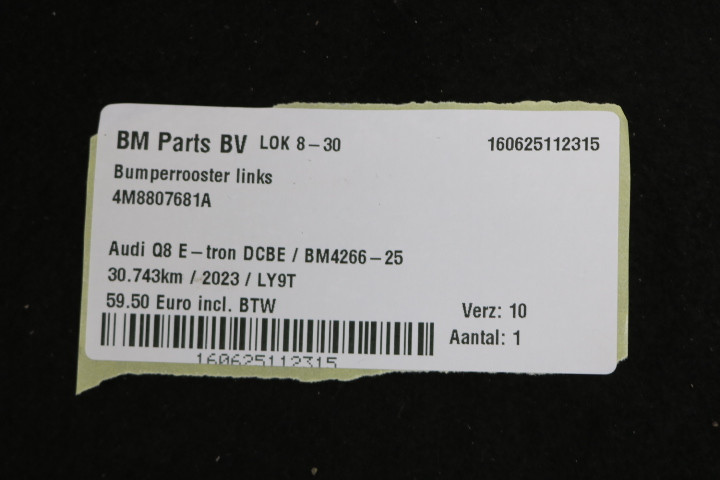 BM Parts BV LOK 8-30 160625112315
Bumperrooster links
4M8807681A
Audi Q8 E-tron DCBE / BM4266-25
30.743km / 2023 / LY9T
59.50 Euro incl. BTW
Verz: 10
Aantal: 1
160625112315